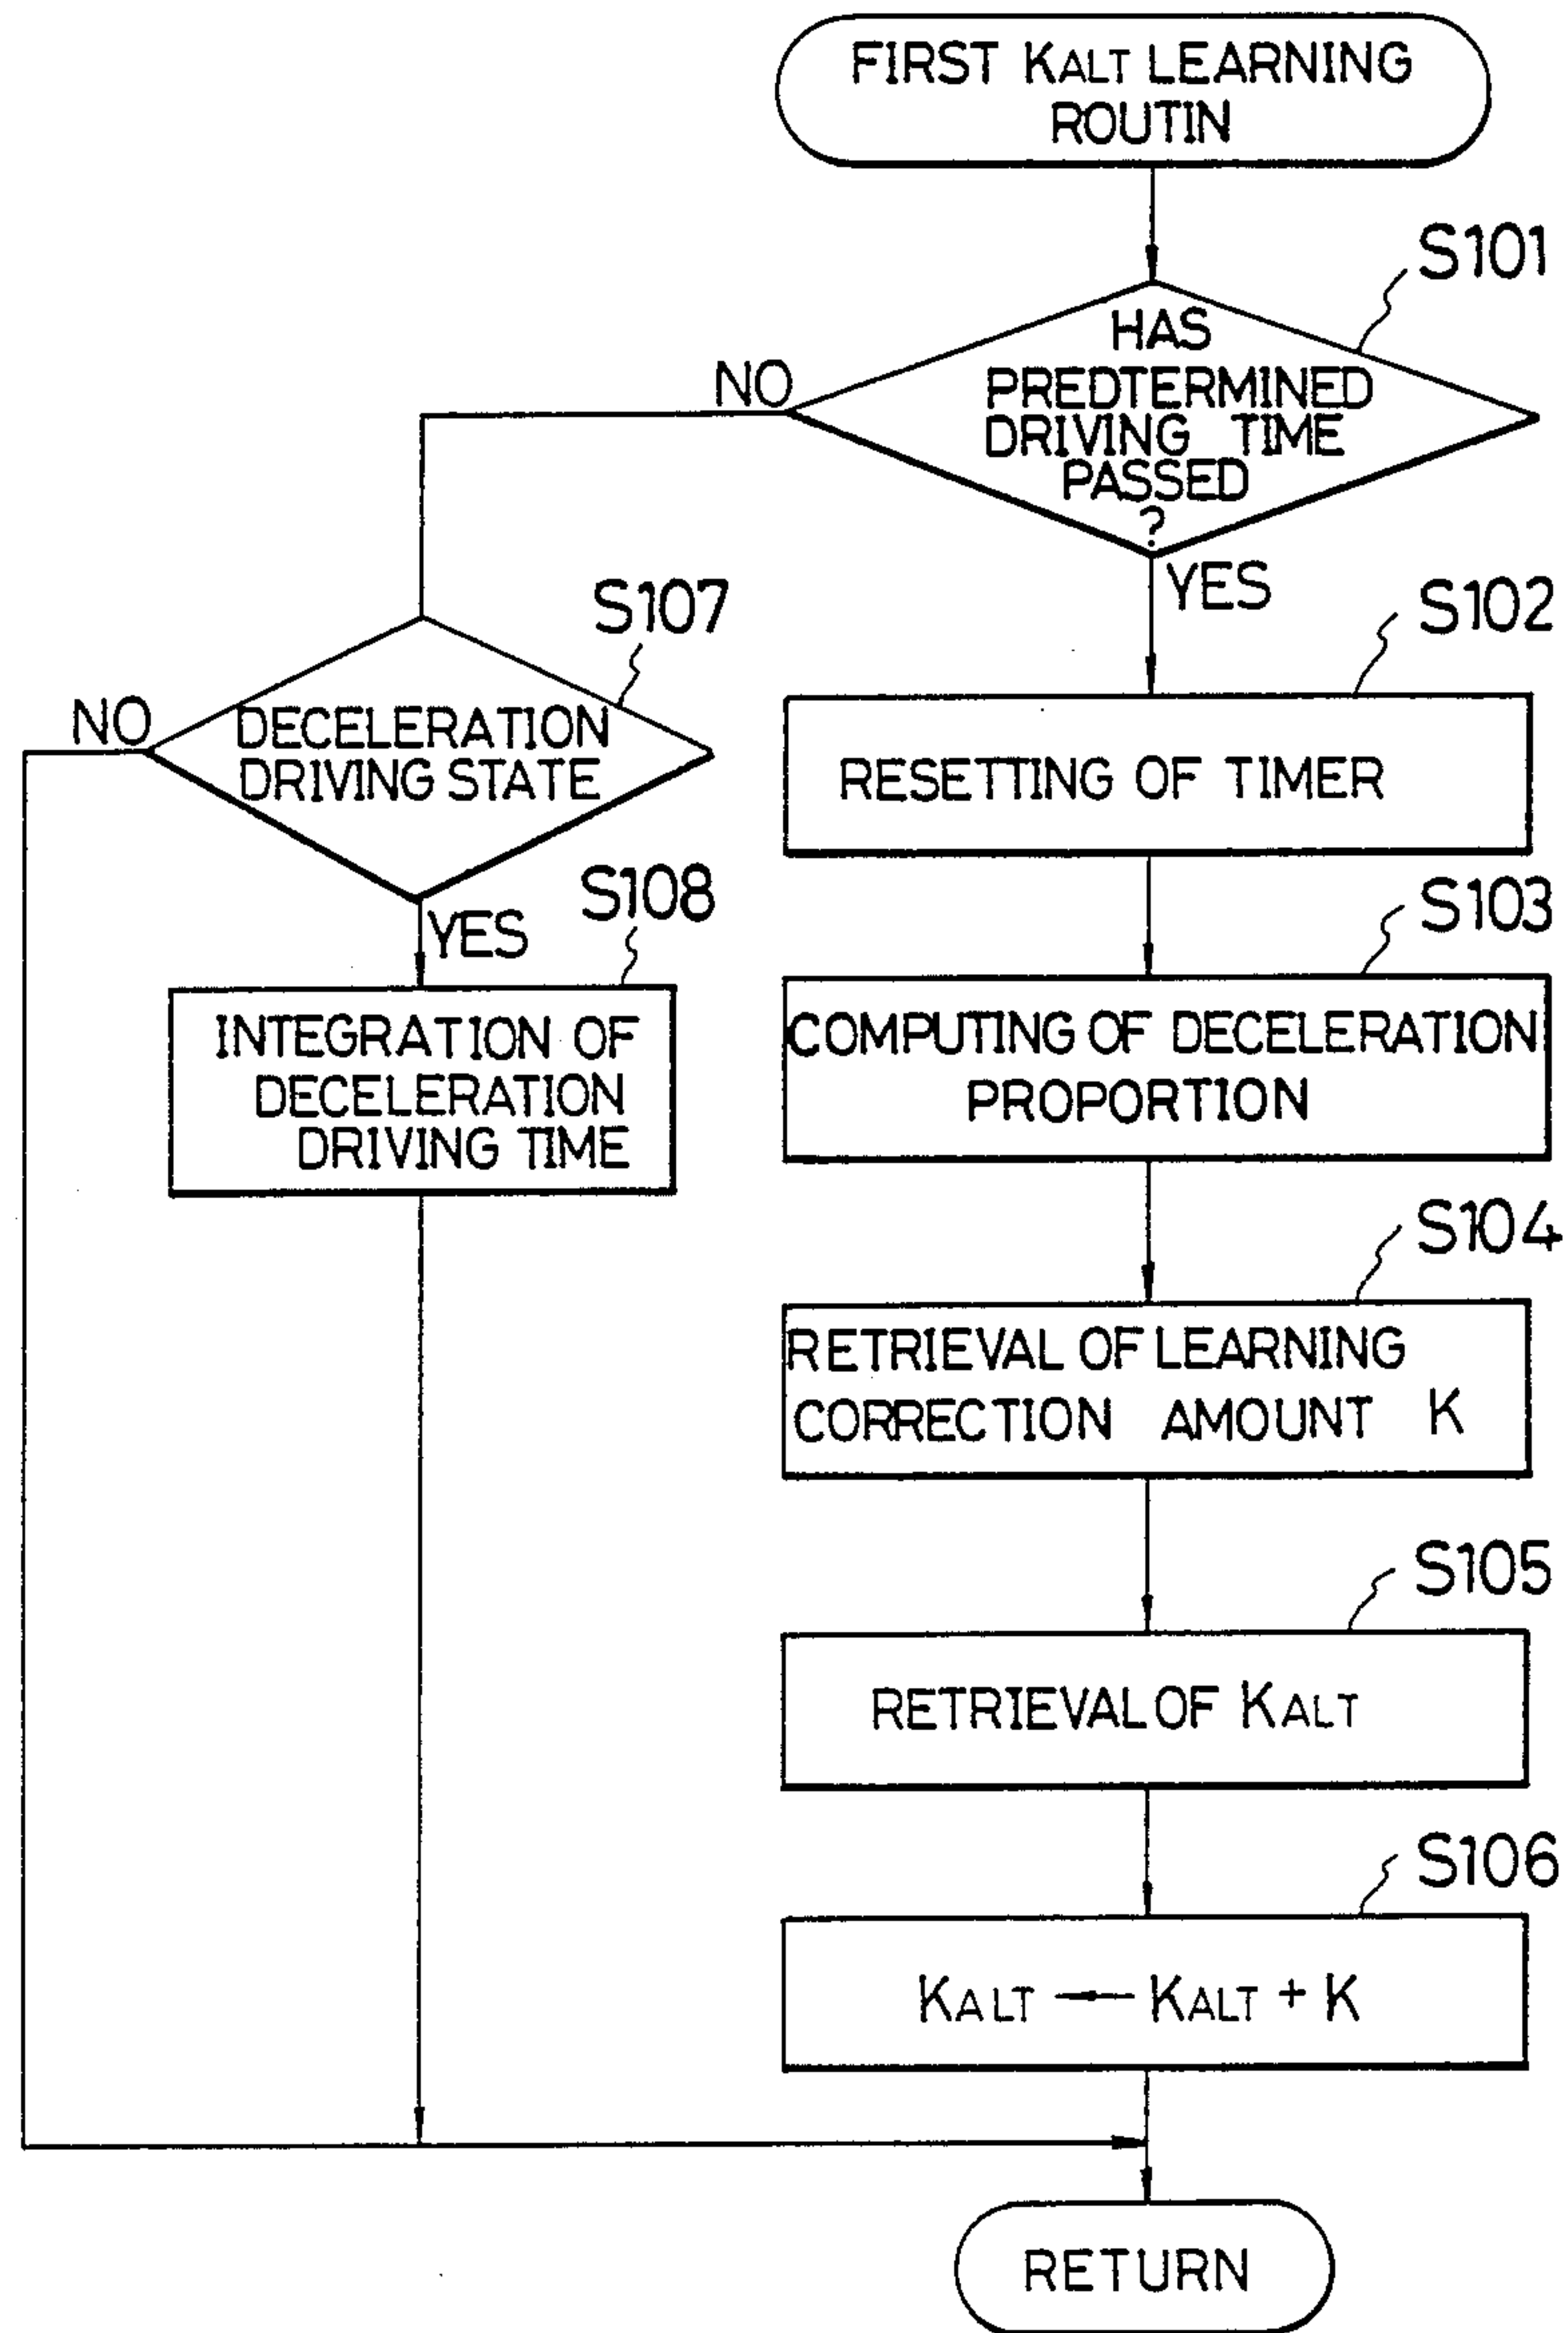 FIRST KALT LEARNING
ROUTIN
S101
HAS
PREDTERMINED
DRIVING TIME
PASSED
?
NO
YES
S107
DECELERATION
DRIVING STATE
NO
YES
S108
INTEGRATION OF
DECELERATION
DRIVING TIME
S102
RESETTING OF TIMER
S103
COMPUTING OF DECELERATION
PROPORTION
S104
RETRIEVAL OF LEARNING
CORRECTION AMOUNT K
S105
RETRIEVAL OF KALT
S106
KALT ← KALT + K
RETURN